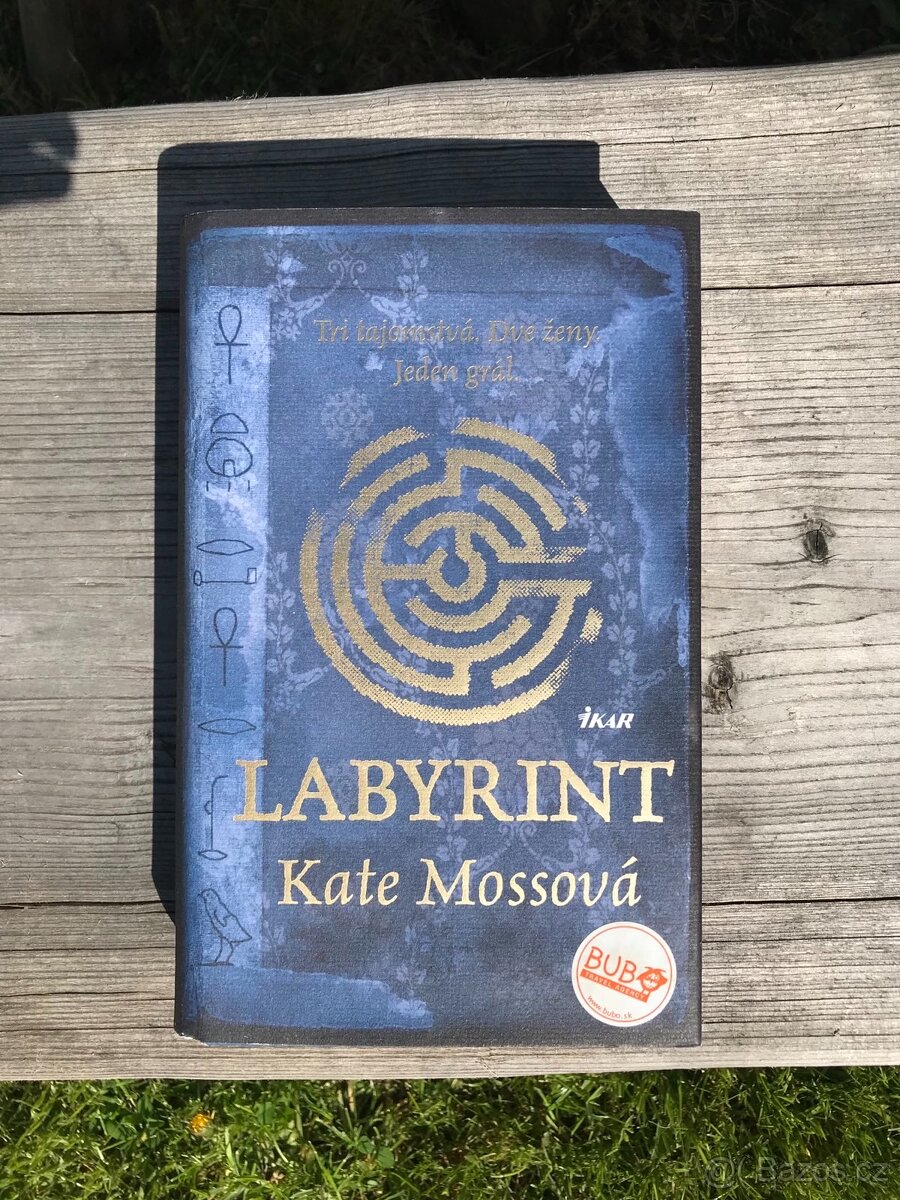 Tri tajomstvá. Dve ženy.
Jeden grál.
iKAR
LABYRINT
Kate Mossová
BUBO
TRAVEL AGENCY
www.bubo.sk
@ Bazos.cz